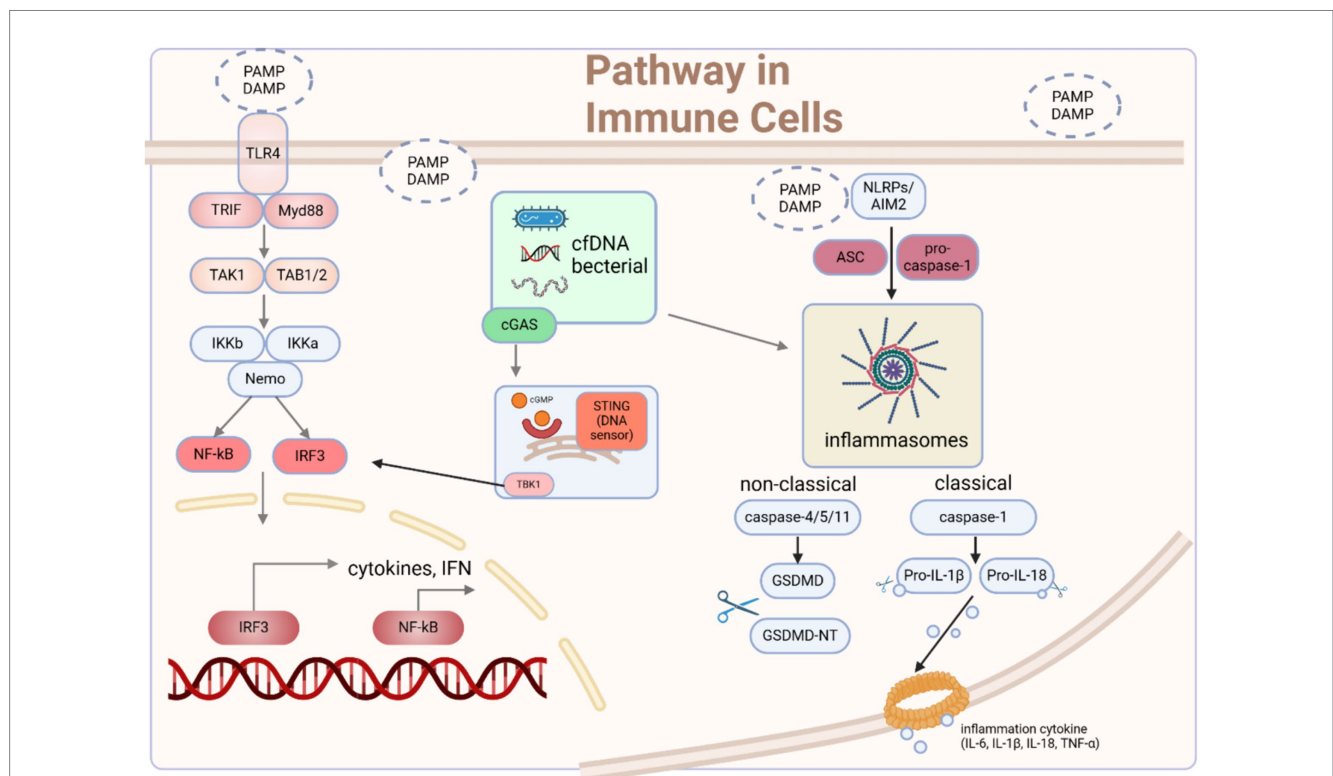 Pathway in
Immune Cells
PAMP
DAMP
TLR4
TRIF
Myd88
TAK1
TAB1/2
IKKb
IKKa
Nemo
NF-kB
IRF3
cytokines, IFN
IRF3
NF-kB
PAMP
DAMP
cfDNA
becterial
cGAS
cGMP
STING
(DNA
sensor)
TBK1
PAMP
DAMP
PAMP
DAMP
NLRPs/
AIM2
ASC
pro-
caspase-1
inflammasomes
non-classical
caspase-4/5/11
GSDMD
GSDMD-NT
classical
caspase-1
Pro-IL-1β
Pro-IL-18
inflammation cytokine
(IL-6, IL-1β, IL-18, TNF-α)